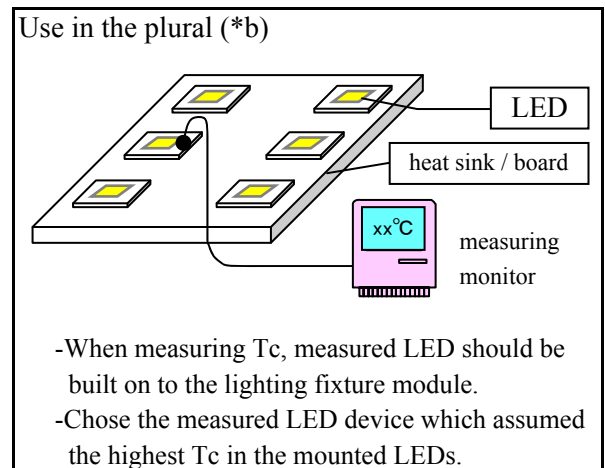 Use in the plural (*b)
LED
heat sink / board
xx°C
measuring
monitor
-When measuring Tc, measured LED should be
built on to the lighting fixture module.
-Chose the measured LED device which assumed
the highest Tc in the mounted LEDs.